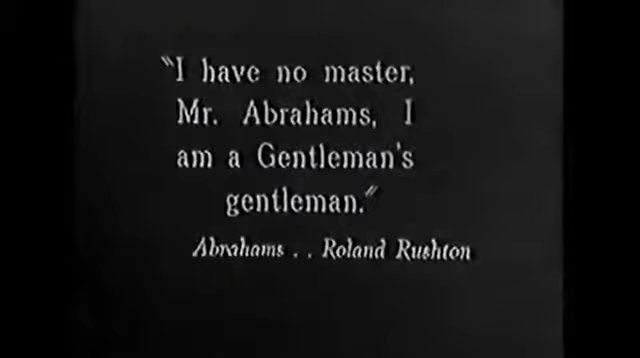 "I have no master,
Mr. Abrahams, I
am a Gentleman's
gentleman."
Abrahams . . Roland Rushton